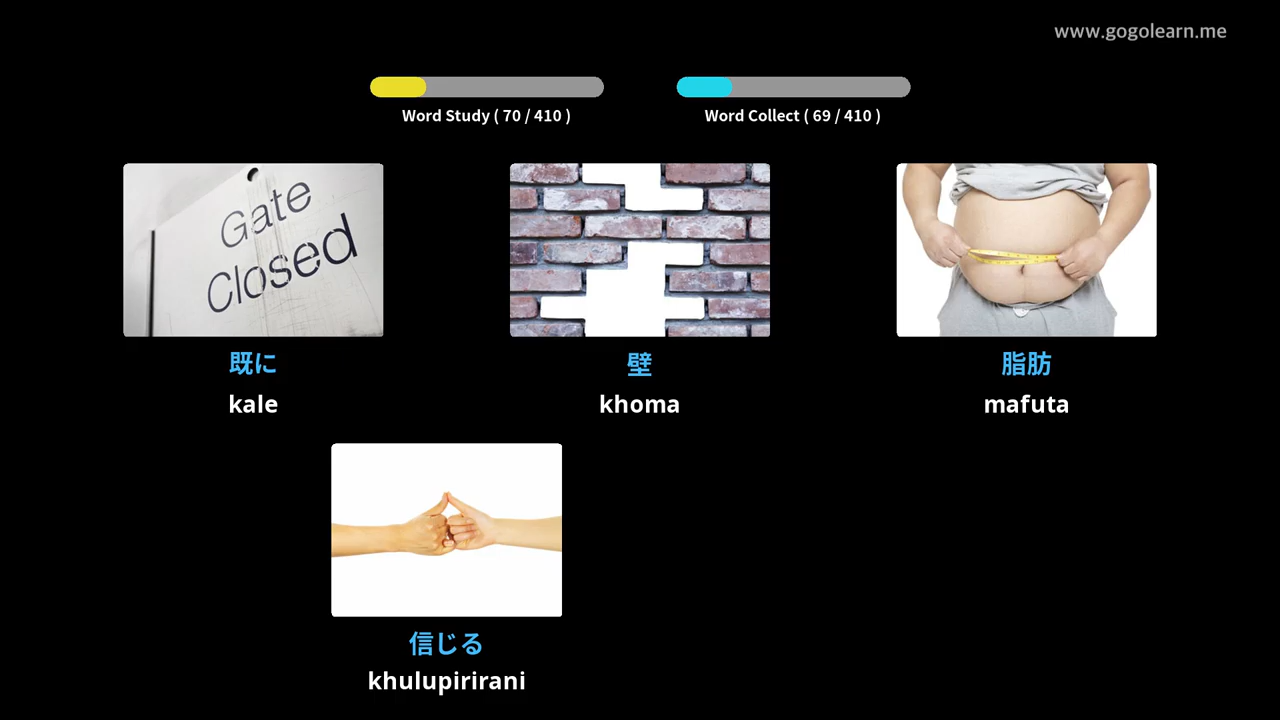 www.gogolearn.me
Word Study ( 70 / 410 )
Word Collect ( 69 / 410 )
Gate
Closed
既に
壁
脂肪
kale
khoma
mafuta
信じる
khulupirirani